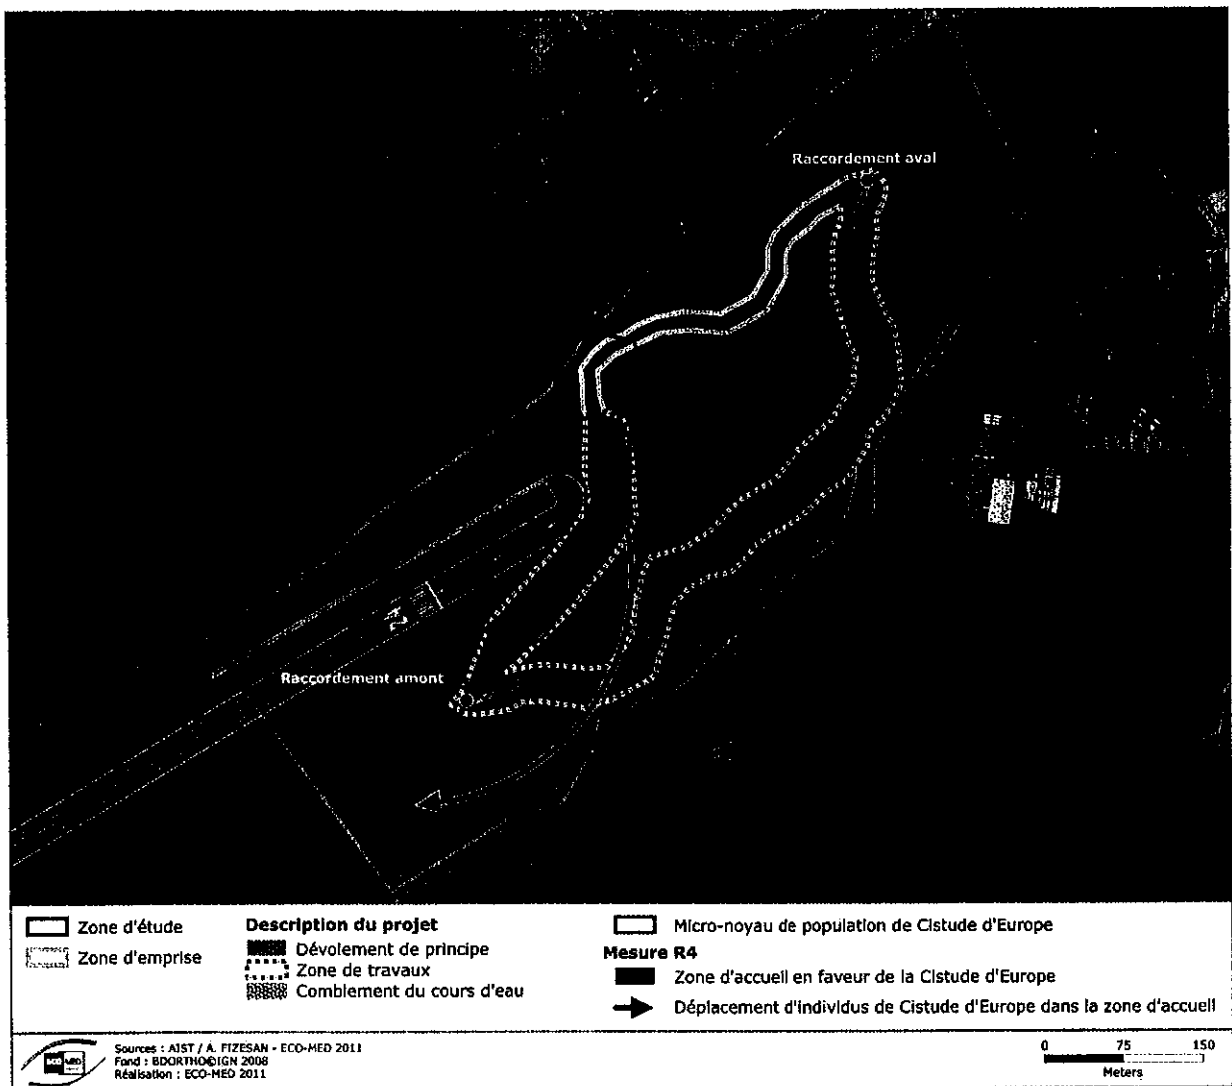 Raccordement aval
24
Raccordement amont
Zone d'étude
Zone d'emprise
Description du projet
Dévolement de principe
Zone de travaux
Comblement du cours d'eau
Micro-noyau de population de Cistude d'Europe
Mesure R4
Zone d'accueil en faveur de la Cistude d'Europe
Déplacement d'individus de Cistude d'Europe dans la zone d'accueil
ECO MED
Sources : AIST / A. FIZESAN - ECO-MED 2011
Fond : BDORTHO©IGN 2008
Réalisation : ECO-MED 2011
0 75 150
Meters